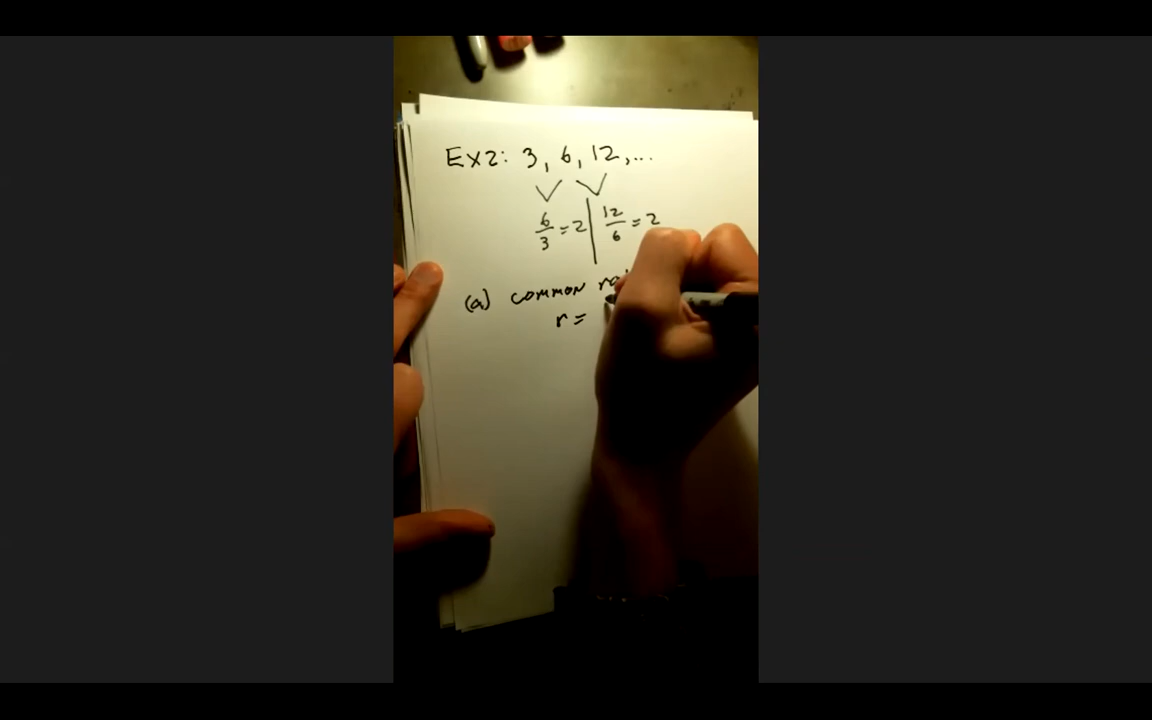 Ex2: 3, 6, 12, ...
6/3 = 2 | 12/6 = 2
(a) common
r =